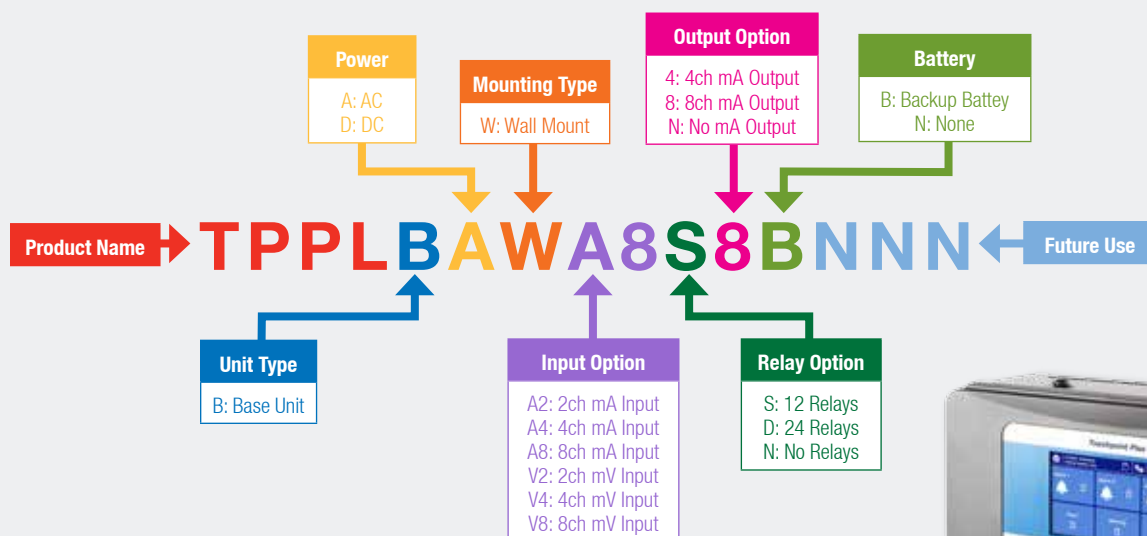 Output Option
4: 4ch mA Output
8: 8ch mA Output
N: No mA Output
Power
A: AC
D: DC
Mounting Type
W: Wall Mount
Battery
B: Backup Battey
N: None
Product Name
TPPLBAWA8S8BNNN
Future Use
Unit Type
B: Base Unit
Input Option
A2: 2ch mA Input
A4: 4ch mA Input
A8: 8ch mA Input
V2: 2ch mV Input
V4: 4ch mV Input
V8: 8ch mV Input
Relay Option
S: 12 Relays
D: 24 Relays
N: No Relays
Touchpoint Plus